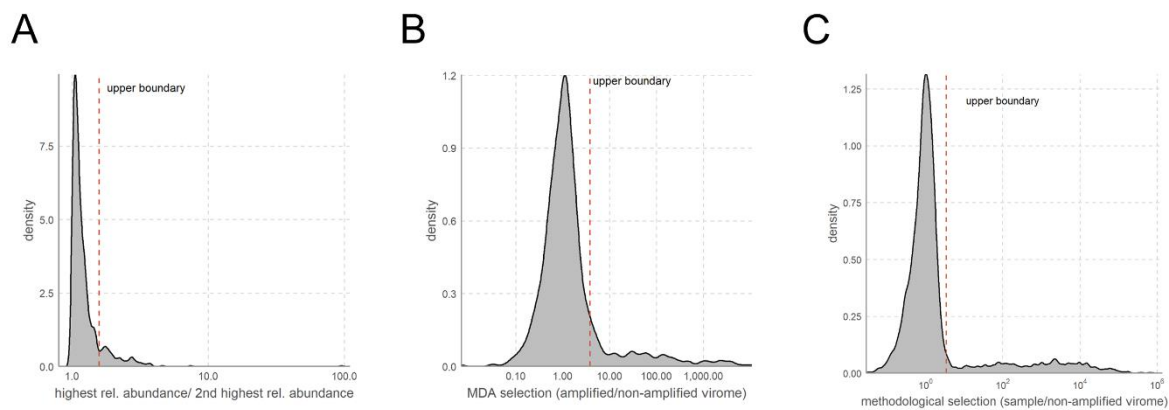 A
upper boundary
7.5
5.0
2.5
0.0
density
1.0
10.0
100.0
highest rel. abundance/ 2nd highest rel. abundance
B
upper boundary
1.2
0.9
0.6
0.3
0.0
density
0.10
1.00
10.00
100.00
1,000.00
MDA selection (amplified/non-amplified virome)
C
upper boundary
1.25
1.00
0.75
0.50
0.25
0.00
density
10⁰
10²
10⁴
10⁶
methodological selection (sample/non-amplified virome)